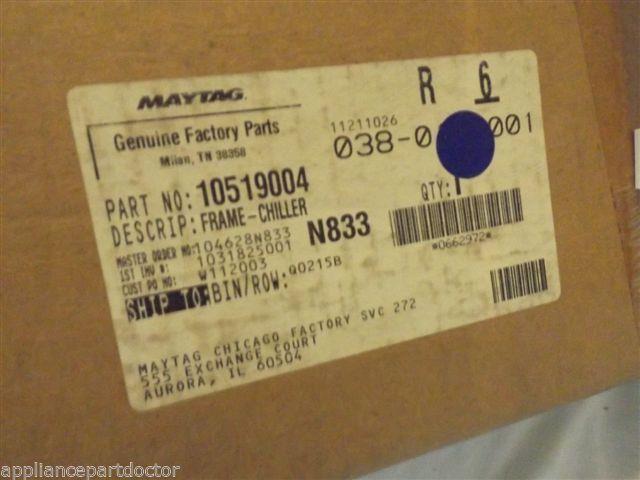 MAYTAG
Genuine Factory Parts
Milan, TN 38358
R 6
11211026
038-0 001
PART NO: 10519004
QTY: 1
DESCRIP: FRAME-CHILLER
MASTER ORDER NO: 104628N833
N833
1ST INV #: 1031825001
CUST PO NO: W112003
*0662972*
SHIP TO: BIN/ROW: Q0215B
MAYTAG CHICAGO FACTORY SVC 272
555 EXCHANGE COURT
AURORA, IL 60504
© appliancepartdoctor